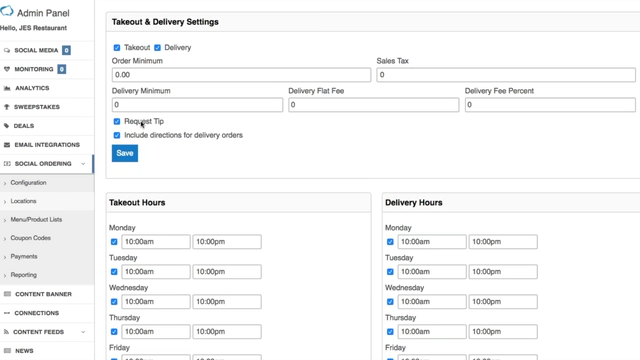 Admin Panel
Hello, JES Restaurant
SOCIAL MEDIA 0
MONITORING 0
ANALYTICS
SWEEPSTAKES
DEALS
EMAIL INTEGRATIONS
SOCIAL ORDERING
Configuration
Locations
Menu/Product Lists
Coupon Codes
Payments
Reporting
CONTENT BANNER
CONNECTIONS
CONTENT FEEDS
NEWS
Takeout & Delivery Settings
Takeout Delivery
Order Minimum Sales Tax
0.00 0
Delivery Minimum Delivery Flat Fee Delivery Fee Percent
0 0 0
Request Tip
Include directions for delivery orders
Save
Takeout Hours
Monday
10:00am 10:00pm
Tuesday
10:00am 10:00pm
Wednesday
10:00am 10:00pm
Thursday
10:00am 10:00pm
Friday
Delivery Hours
Monday
10:00am 10:00pm
Tuesday
10:00am 10:00pm
Wednesday
10:00am 10:00pm
Thursday
10:00am 10:00pm
Friday